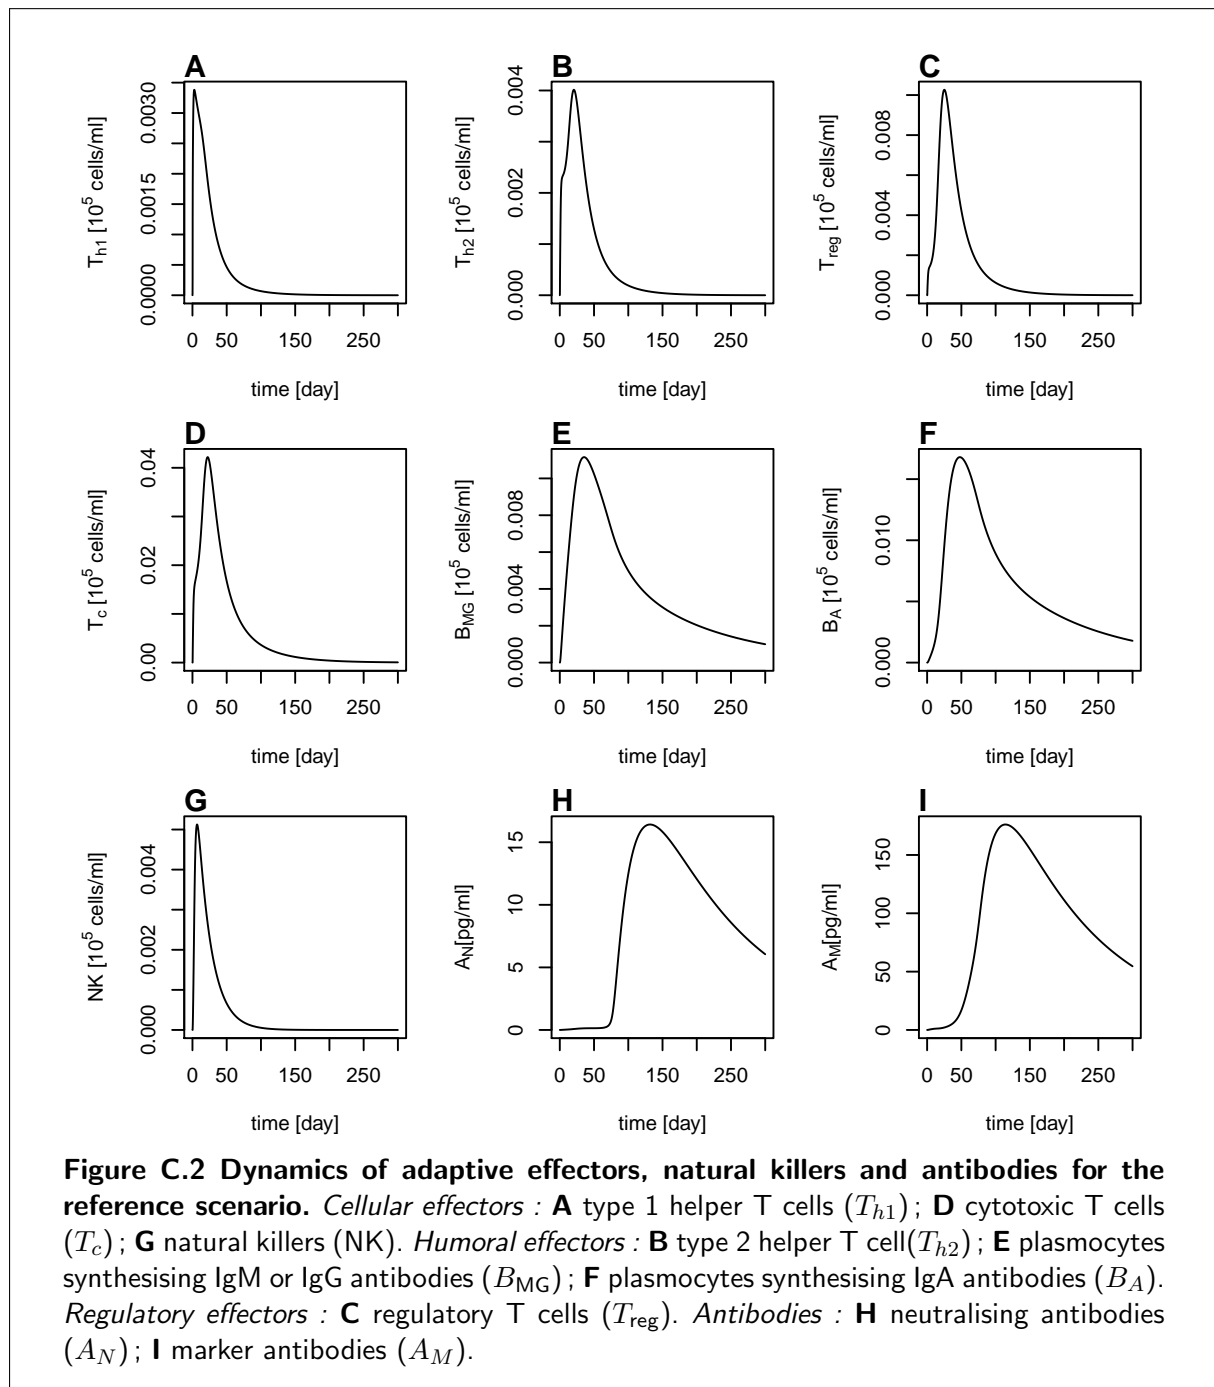 A
T_h1 [10^5 cells/ml]
0.0030
0.0015
0.0000
0 50 150 250
time [day]
B
T_h2 [10^5 cells/ml]
0.004
0.002
0.000
0 50 150 250
time [day]
C
T_reg [10^5 cells/ml]
0.008
0.004
0.000
0 50 150 250
time [day]
D
T_c [10^5 cells/ml]
0.04
0.02
0.00
0 50 150 250
time [day]
E
B_MG [10^5 cells/ml]
0.008
0.004
0.000
0 50 150 250
time [day]
F
B_A [10^5 cells/ml]
0.010
0.000
0 50 150 250
time [day]
G
NK [10^5 cells/ml]
0.004
0.002
0.000
0 50 150 250
time [day]
H
A_N[pg/ml]
15
10
5
0
0 50 150 250
time [day]
I
A_M[pg/ml]
150
100
50
0
0 50 150 250
time [day]
Figure C.2 Dynamics of adaptive effectors, natural killers and antibodies for the
reference scenario. Cellular effectors : A type 1 helper T cells (T_h1) ; D cytotoxic T cells
(T_c) ; G natural killers (NK). Humoral effectors : B type 2 helper T cell(T_h2) ; E plasmocytes
synthesising IgM or IgG antibodies (B_MG) ; F plasmocytes synthesising IgA antibodies (B_A).
Regulatory effectors : C regulatory T cells (T_reg). Antibodies : H neutralising antibodies
(A_N) ; I marker antibodies (A_M).